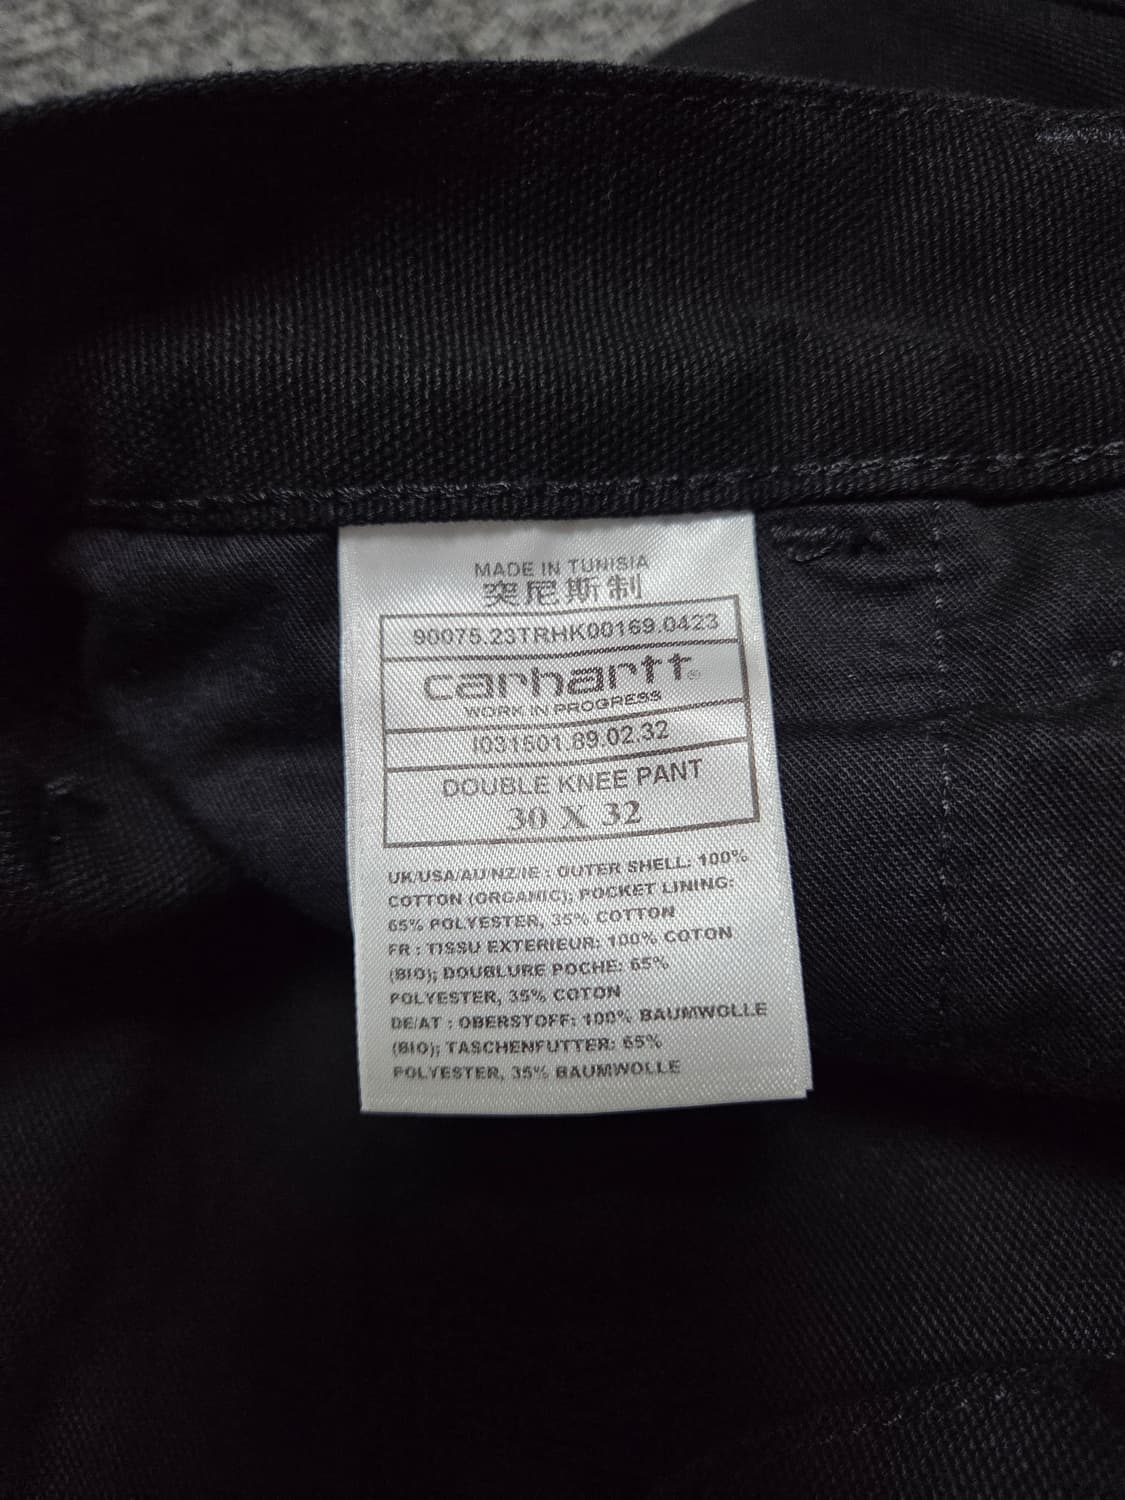 MADE IN TUNISIA
突尼斯制
90075.23TRHK00169.0423
carhartt®
WORK IN PROGRESS
I031501.89.02.32
DOUBLE KNEE PANT
30 X 32
UK/USA/AU/NZ/IE : OUTER SHELL: 100%
COTTON (ORGANIC); POCKET LINING:
65% POLYESTER, 35% COTTON
FR : TISSU EXTERIEUR: 100% COTON
(BIO); DOUBLURE POCHE: 65%
POLYESTER, 35% COTON
DE/AT : OBERSTOFF: 100% BAUMWOLLE
(BIO); TASCHENFUTTER: 65%
POLYESTER, 35% BAUMWOLLE